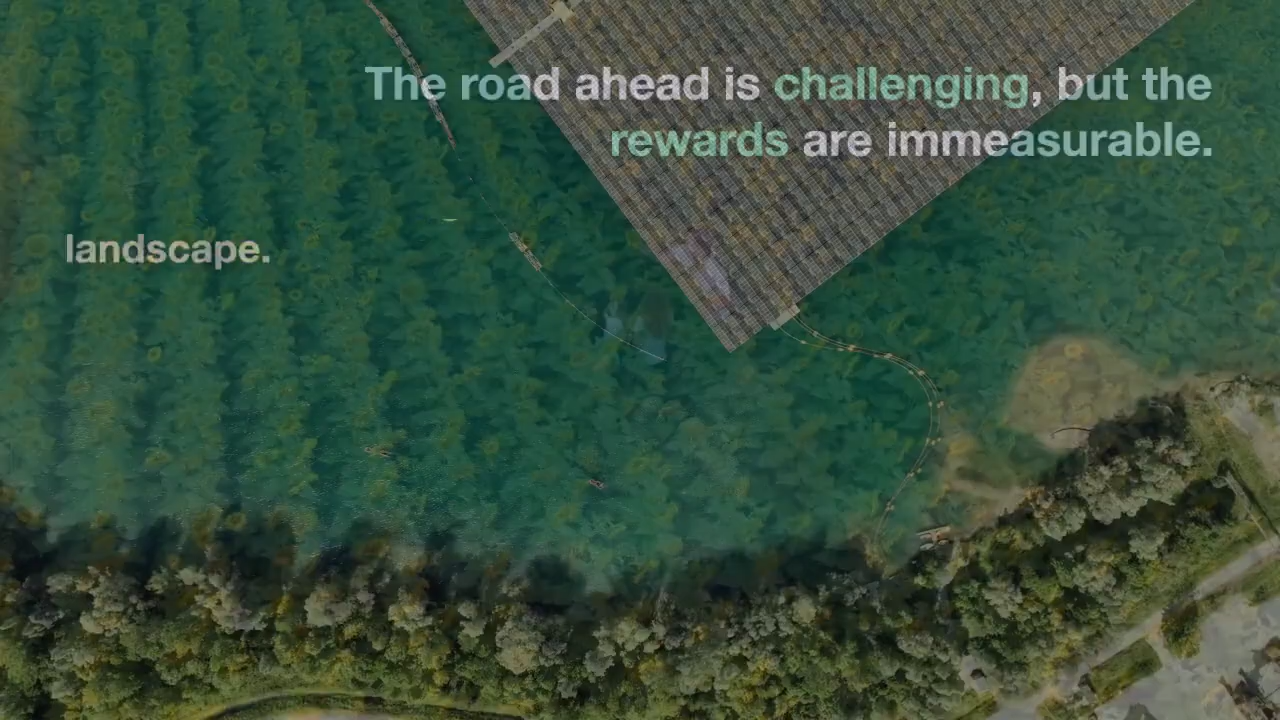 The road ahead is challenging, but the
rewards are immeasurable.
landscape.